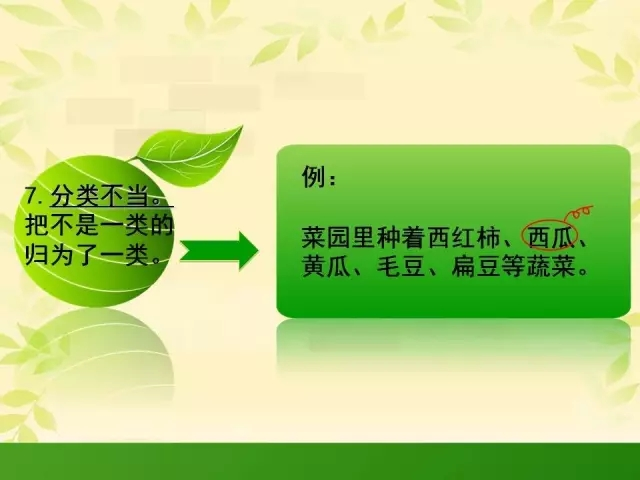 7.分类不当。
把不是一类的
归为了一类。
例：
菜园里种着西红柿、西瓜、
黄瓜、毛豆、扁豆等蔬菜。